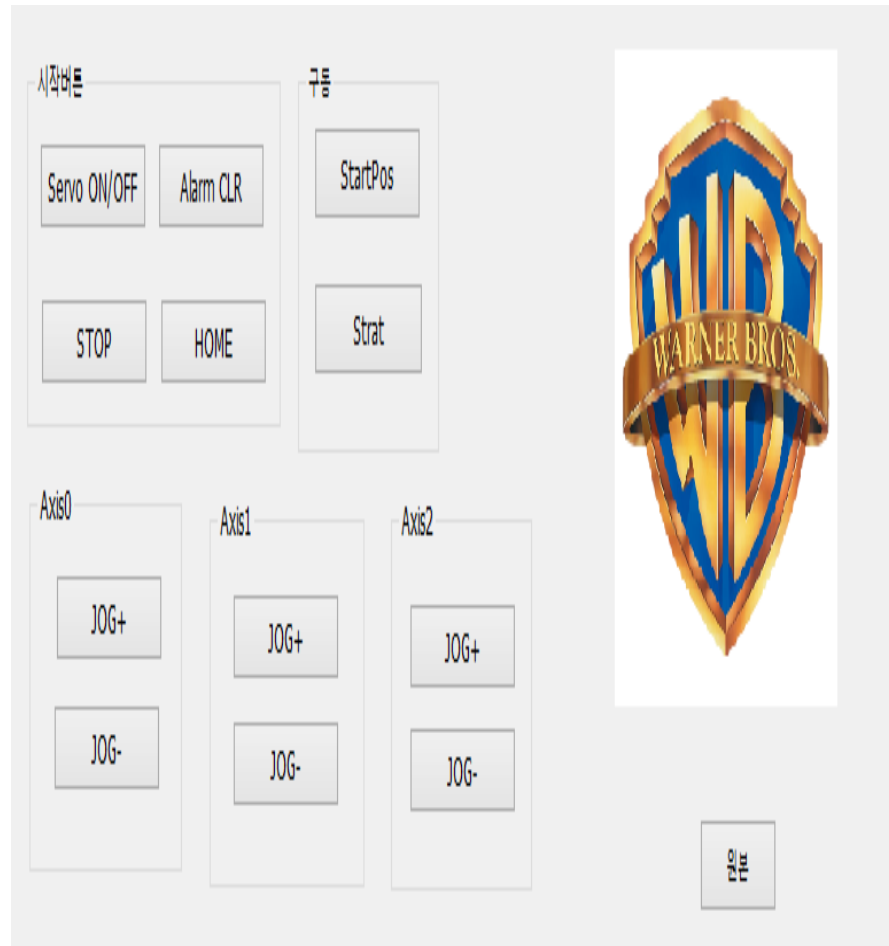 시작버튼
Servo ON/OFF
Alarm CLR
STOP
HOME
구동
StartPos
Strat
WB
WARNER BROS.
Axis0
JOG+
JOG-
Axis1
JOG+
JOG-
Axis2
JOG+
JOG-
원본